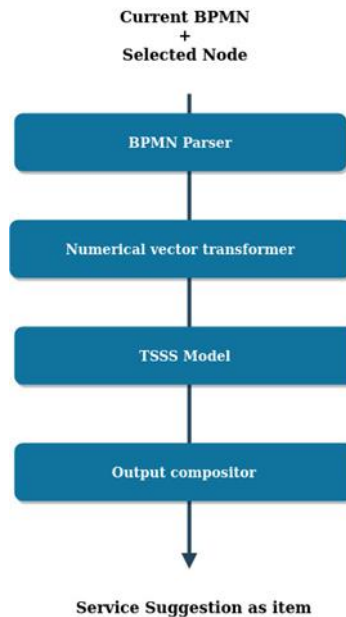 Current BPMN
+
Selected Node
BPMN Parser
Numerical vector transformer
TSSS Model
Output compositor
Service Suggestion as item